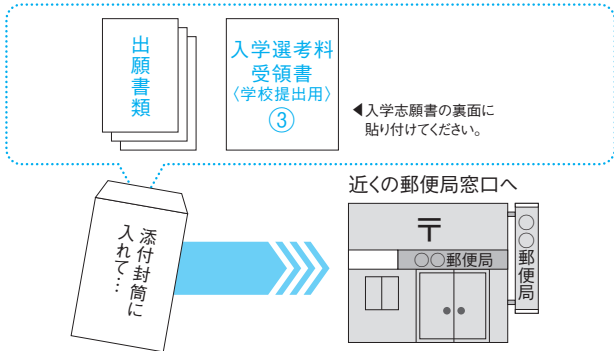 出願書類
入学選考料
受領書
〈学校提出用〉
③
◀入学志願書の裏面に
貼り付けてください。
添付封筒に
入れて…
近くの郵便局窓口へ
〒
○○郵便局
○○郵便局